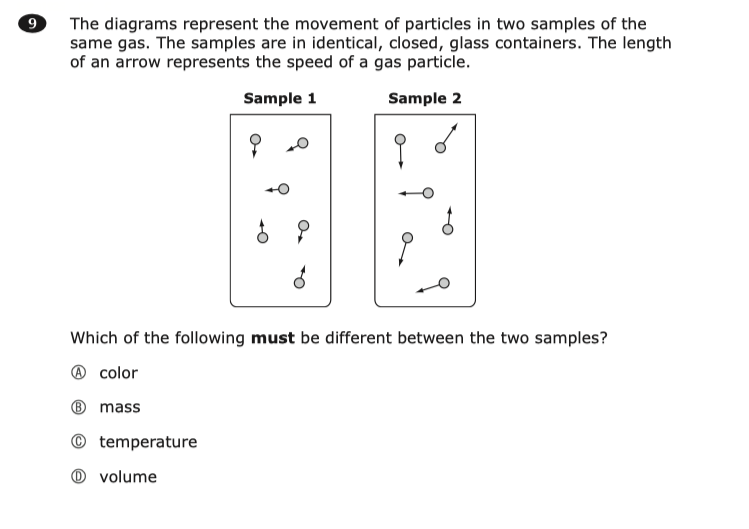 9 The diagrams represent the movement of particles in two samples of the
same gas. The samples are in identical, closed, glass containers. The length
of an arrow represents the speed of a gas particle.
Sample 1 Sample 2
Which of the following must be different between the two samples?
Ⓐ color
Ⓑ mass
Ⓒ temperature
Ⓓ volume